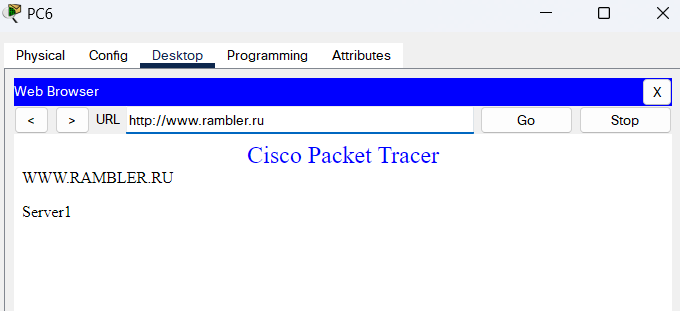 PC6
Physical Config Desktop Programming Attributes
Web Browser X
< > URL http://www.rambler.ru Go Stop
Cisco Packet Tracer
WWW.RAMBLER.RU
Server1